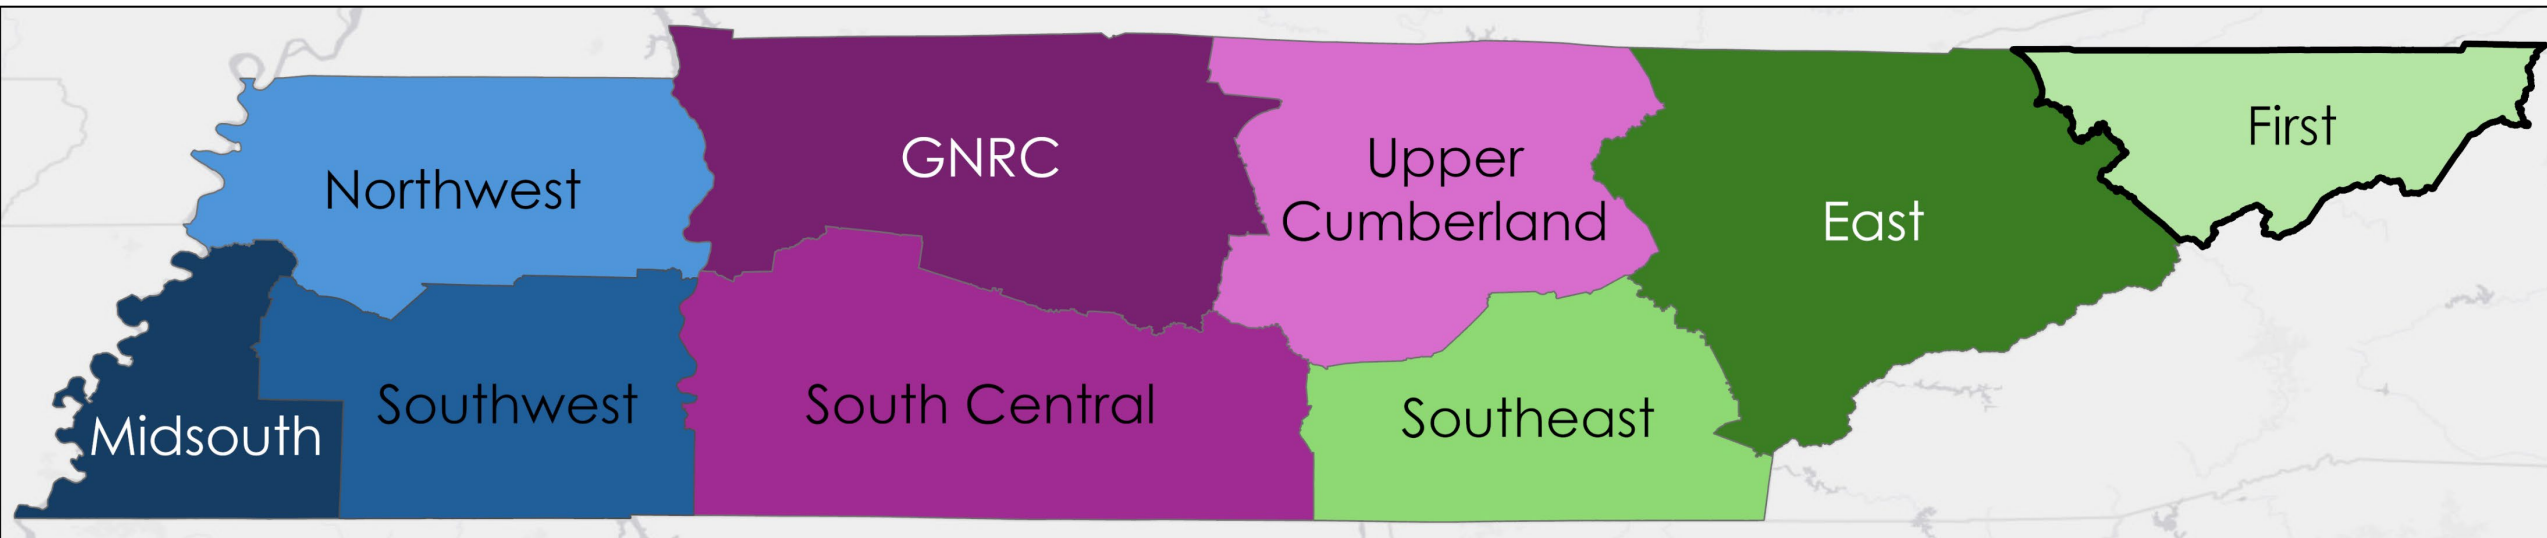 Northwest
GNRC
Upper
Cumberland
East
First
Midsouth
Southwest
South Central
Southeast